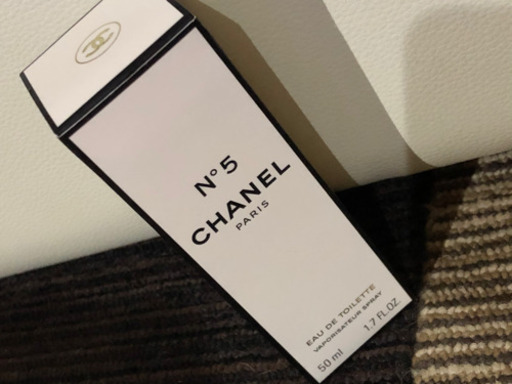 N°5
CHANEL
PARIS
EAU DE TOILETTE
VAPORISATEUR SPRAY
50 ml 1.7 FL.OZ.